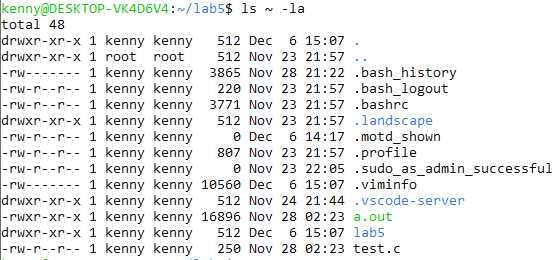 kenny@DESKTOP-VK4D6V4:~/lab5$ ls ~ -la
total 48
drwxr-xr-x 1 kenny kenny   512 Dec  6 15:07 .
drwxr-xr-x 1 root  root    512 Nov 23 21:57 ..
-rw------- 1 kenny kenny  3865 Nov 28 21:22 .bash_history
-rw-r--r-- 1 kenny kenny   220 Nov 23 21:57 .bash_logout
-rw-r--r-- 1 kenny kenny  3771 Nov 23 21:57 .bashrc
drwxr-xr-x 1 kenny kenny   512 Nov 23 21:57 .landscape
-rw-r--r-- 1 kenny kenny     0 Dec  6 14:17 .motd_shown
-rw-r--r-- 1 kenny kenny   807 Nov 23 21:57 .profile
-rw-r--r-- 1 kenny kenny     0 Nov 23 22:05 .sudo_as_admin_successful
-rw------- 1 kenny kenny 10560 Dec  6 15:07 .viminfo
drwxr-xr-x 1 kenny kenny   512 Nov 24 21:44 .vscode-server
-rwxr-xr-x 1 kenny kenny 16896 Nov 28 02:23 a.out
drwxr-xr-x 1 kenny kenny   512 Dec  6 15:07 lab5
-rw-r--r-- 1 kenny kenny   250 Nov 28 02:23 test.c